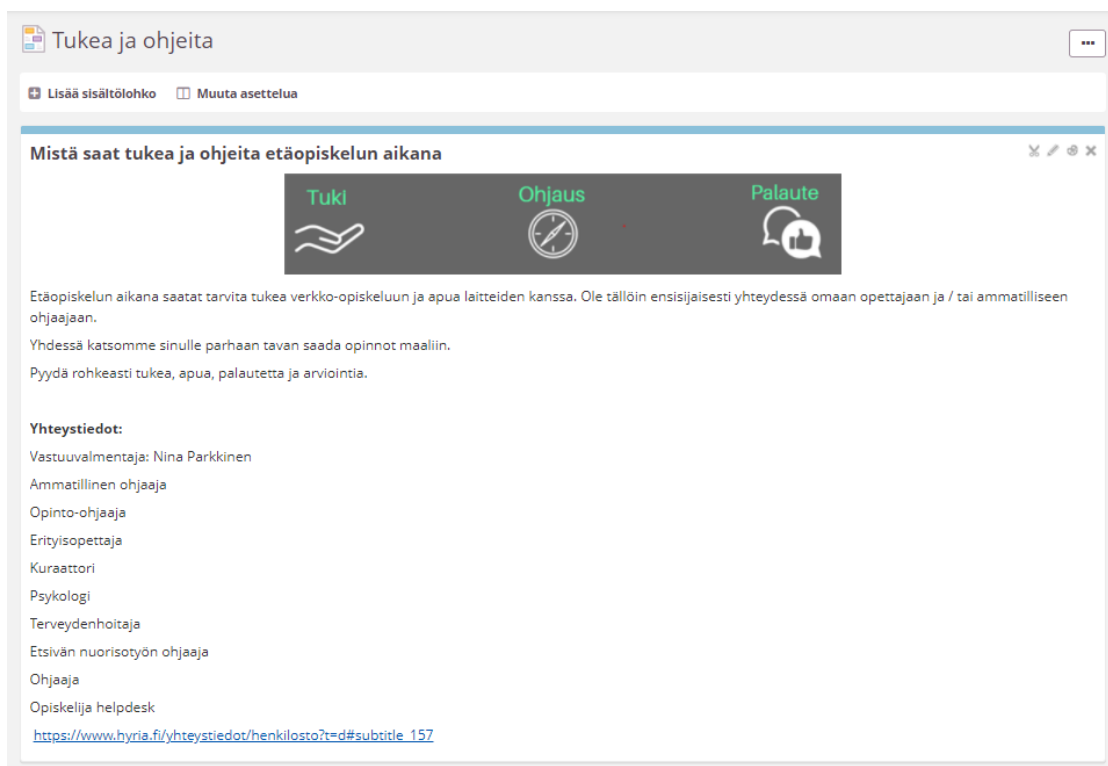 Tukea ja ohjeita
Lisää sisältölohko Muuta asettelua
Mistä saat tukea ja ohjeita etäopiskelun aikana
Tuki Ohjaus Palaute
Etäopiskelun aikana saatat tarvita tukea verkko-opiskeluun ja apua laitteiden kanssa. Ole tällöin ensisijaisesti yhteydessä omaan opettajaan ja / tai ammatilliseen
ohjaajaan.
Yhdessä katsomme sinulle parhaan tavan saada opinnot maaliin.
Pyydä rohkeasti tukea, apua, palautetta ja arviointia.
Yhteystiedot:
Vastuuvalmentaja: Nina Parkkinen
Ammatillinen ohjaaja
Opinto-ohjaaja
Erityisopettaja
Kuraattori
Psykologi
Terveydenhoitaja
Etsivän nuorisotyön ohjaaja
Ohjaaja
Opiskelija helpdesk
https://www.hyria.fi/yhteystiedot/henkilosto?t=d#subtitle_157